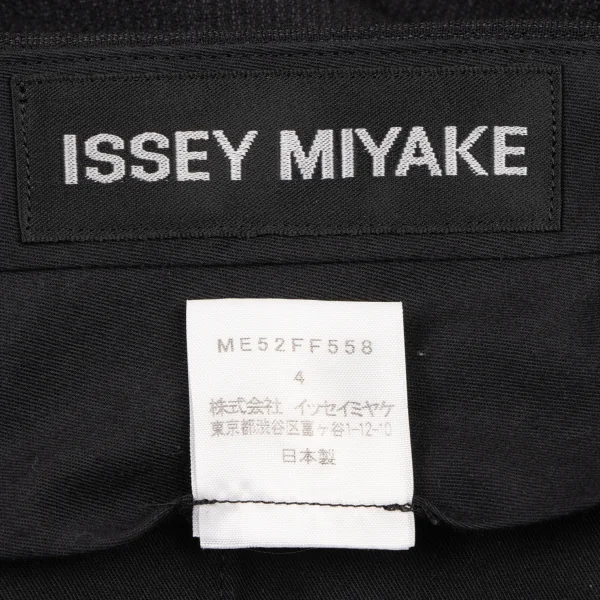 ISSEY MIYAKE
ME52FF558
4
株式会社 イッセイミヤケ
東京都渋谷区富ヶ谷1-12-10
日本製